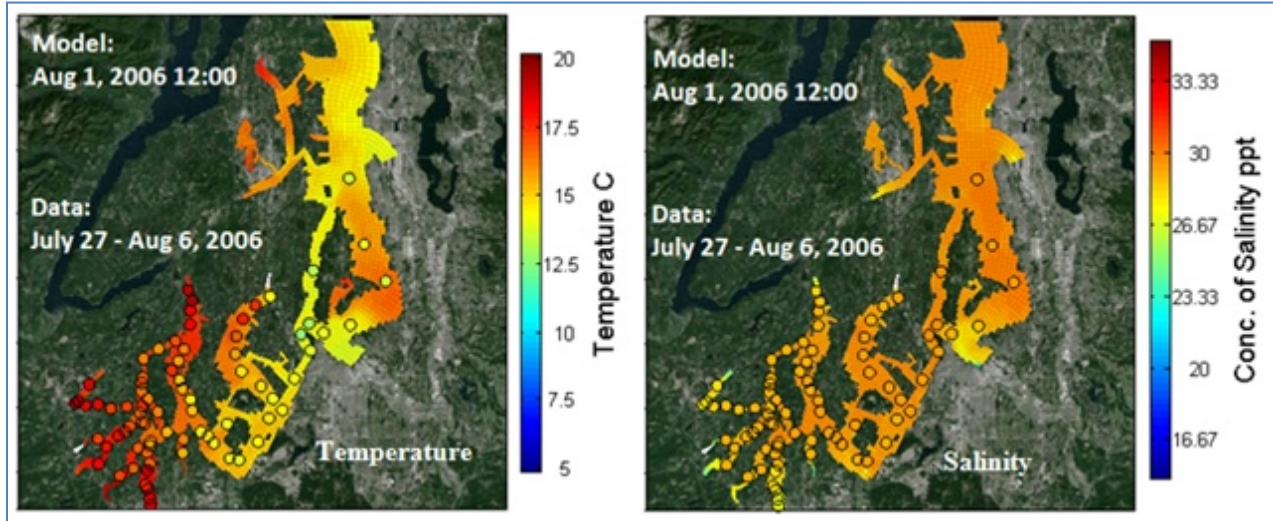 Model:
Aug 1, 2006 12:00
Data:
July 27 - Aug 6, 2006
Temperature
20
17.5
15
12.5
10
7.5
5
Temperature C
Model:
Aug 1, 2006 12:00
Data:
July 27 - Aug 6, 2006
Salinity
33.33
30
26.67
23.33
20
16.67
Conc. of Salinity ppt